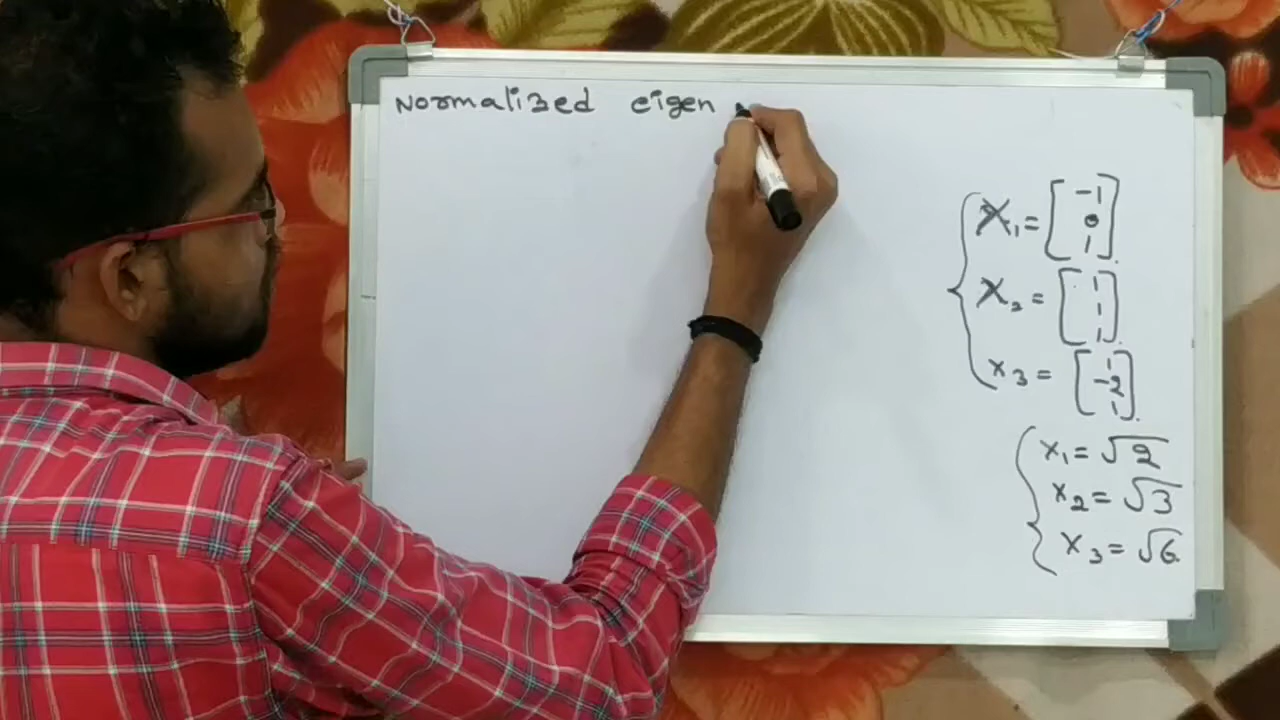 Normalized eigen
X₁ = [-1 0 1]
X₂ = [1 1 1]
x₃ = [1 -2 1]
x₁ = √2
x₂ = √3
x₃ = √6